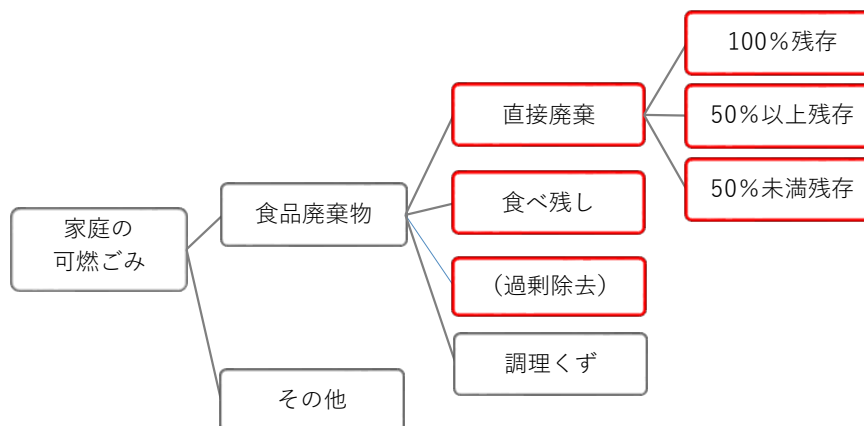 家庭の
可燃ごみ
食品廃棄物
その他
直接廃棄
食べ残し
（過剰除去）
調理くず
100％残存
50％以上残存
50％未満残存